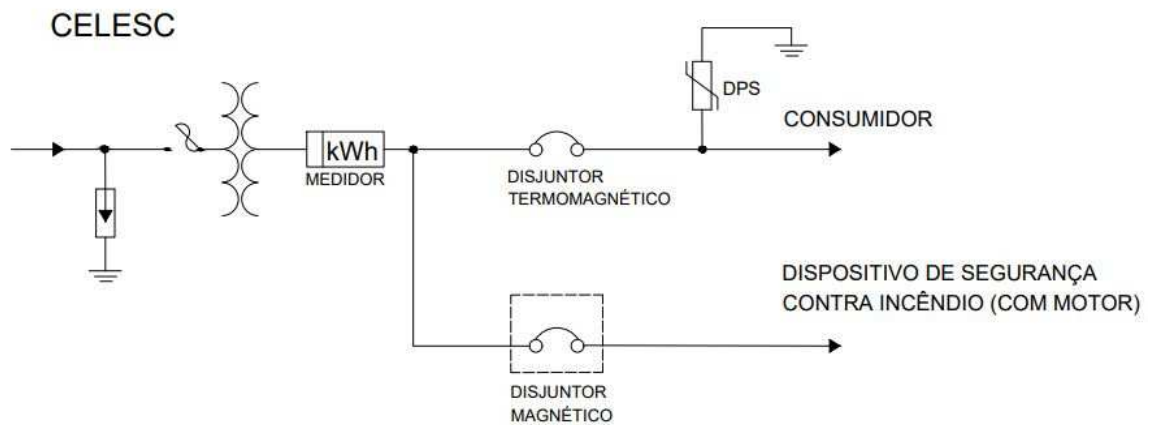 CELESC
DPS
CONSUMIDOR
kWh
MEDIDOR
DISJUNTOR
TERMOMAGNÉTICO
DISPOSITIVO DE SEGURANÇA
CONTRA INCÊNDIO (COM MOTOR)
DISJUNTOR
MAGNÉTICO